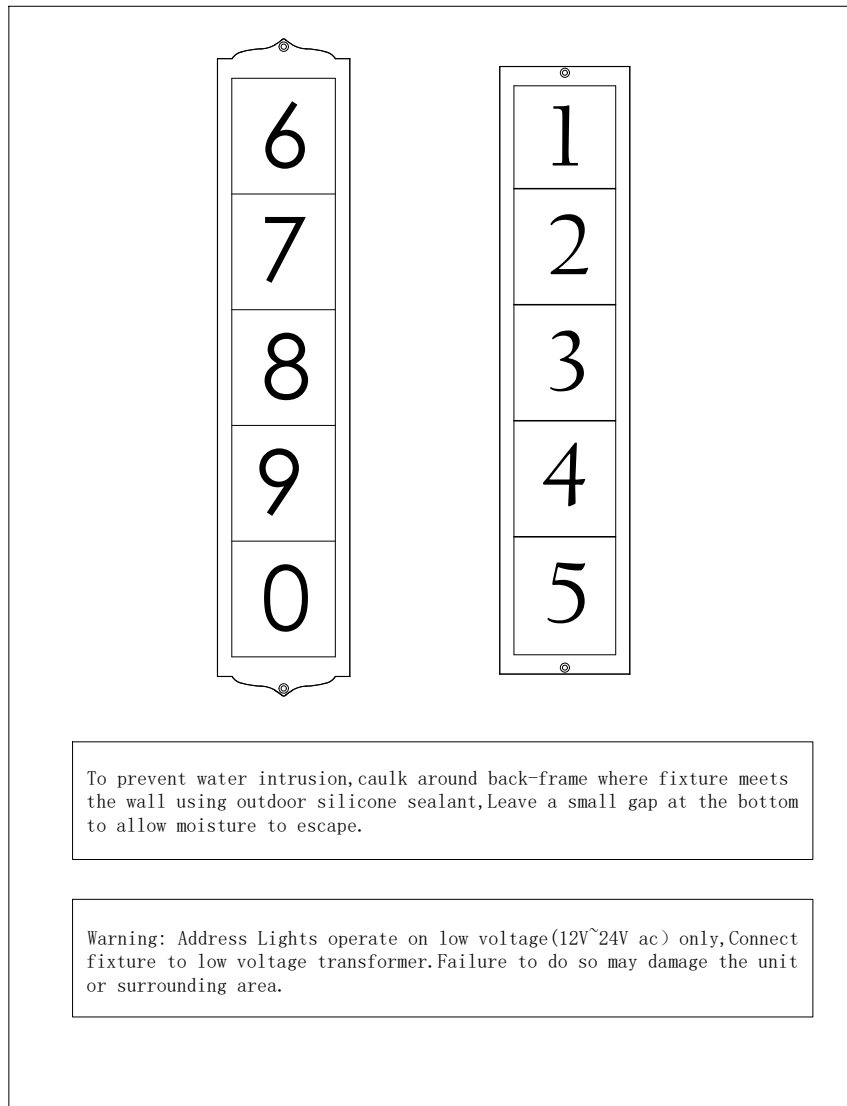 6
7
8
9
0
1
2
3
4
5
To prevent water intrusion,caulk around back-frame where fixture meets
the wall using outdoor silicone sealant,Leave a small gap at the bottom
to allow moisture to escape.
Warning: Address Lights operate on low voltage(12V~24V ac）only,Connect
fixture to low voltage transformer.Failure to do so may damage the unit
or surrounding area.